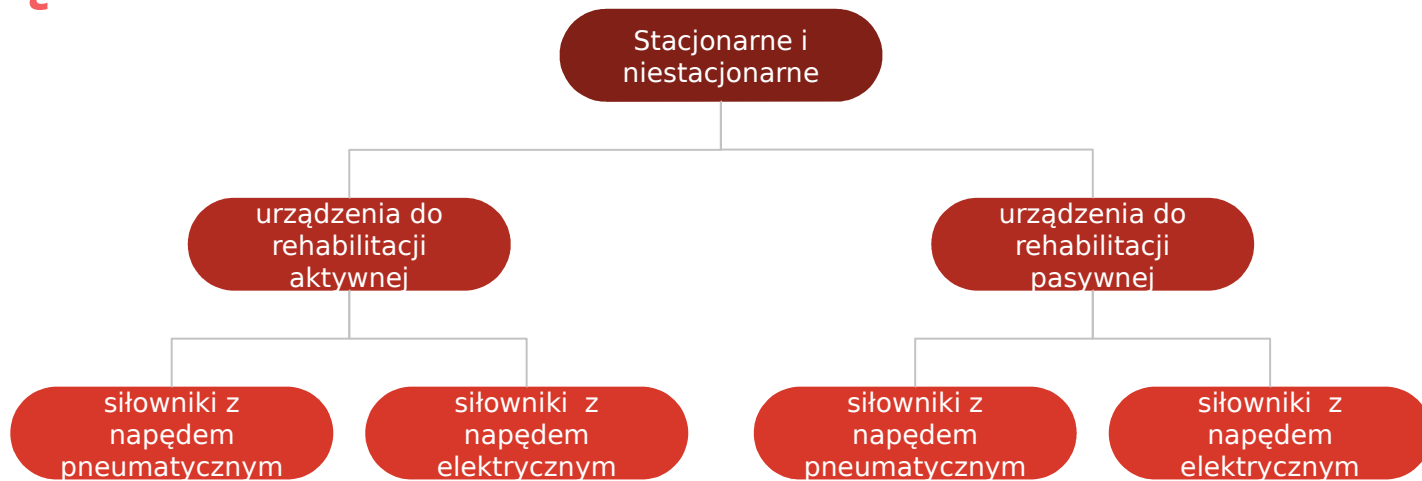 Stacjonarne i
niestacjonarne
urządzenia do
rehabilitacji
aktywnej
urządzenia do
rehabilitacji
pasywnej
siłowniki z
napędem
pneumatycznym
siłowniki z
napędem
elektrycznym
siłowniki z
napędem
pneumatycznym
siłowniki z
napędem
elektrycznym